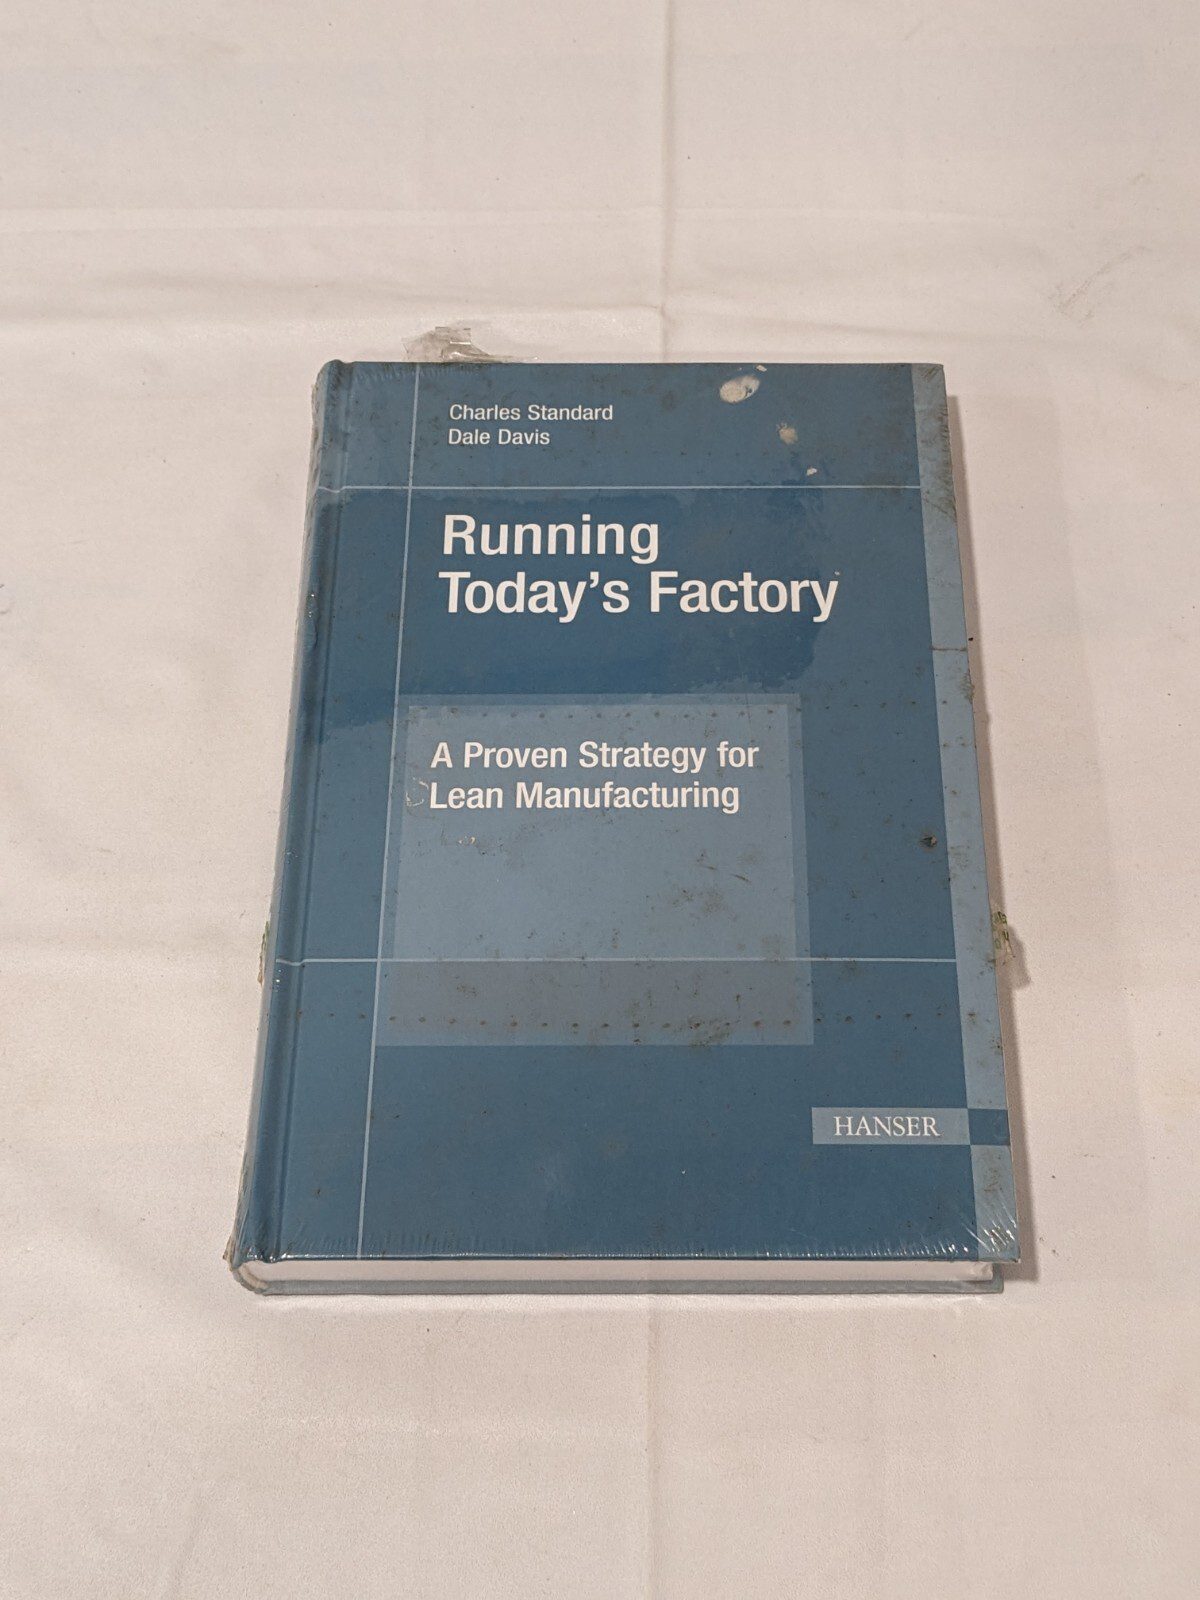 Charles Standard
Dale Davis
Running
Today's Factory
A Proven Strategy for
Lean Manufacturing
HANSER